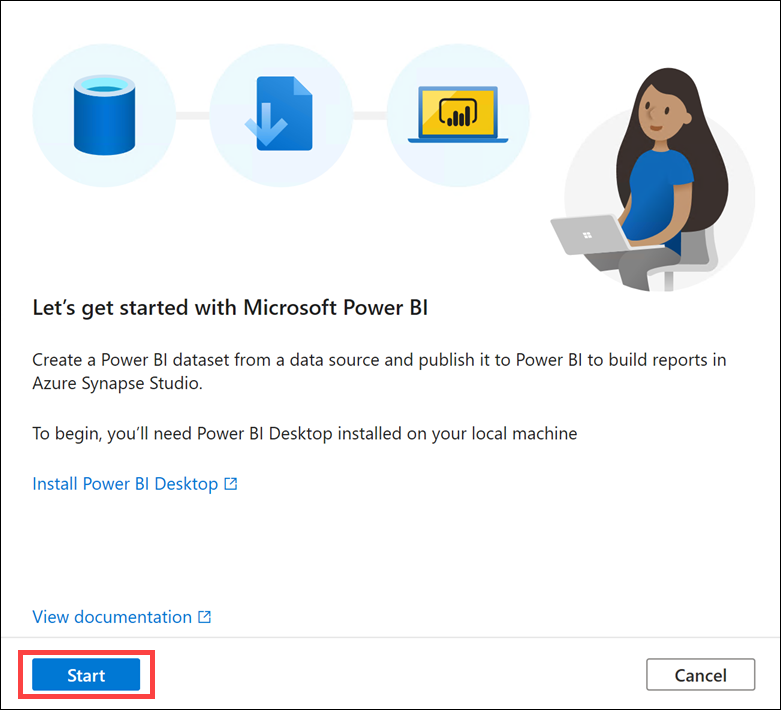 Let’s get started with Microsoft Power BI
Create a Power BI dataset from a data source and publish it to Power BI to build reports in
Azure Synapse Studio.
To begin, you’ll need Power BI Desktop installed on your local machine
Install Power BI Desktop
View documentation
Start
Cancel